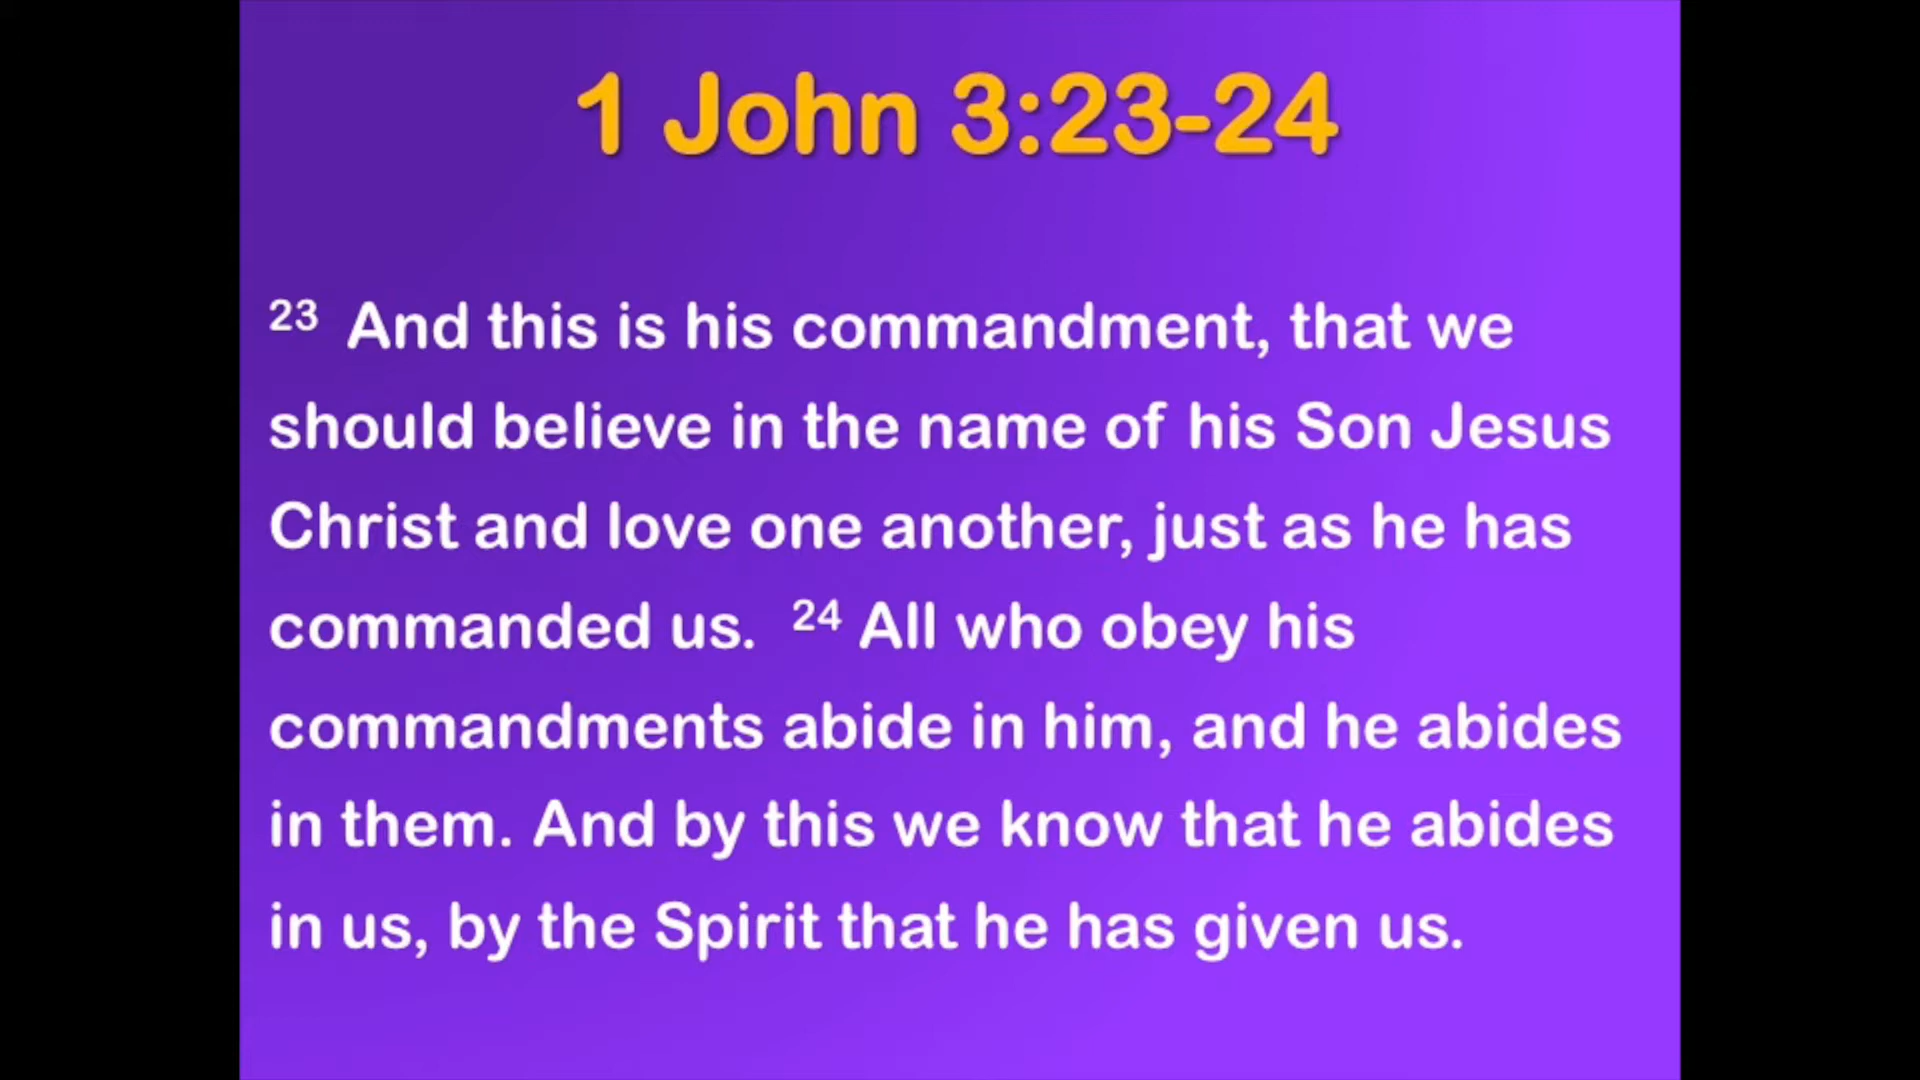 1 John 3:23-24
23 And this is his commandment, that we
should believe in the name of his Son Jesus
Christ and love one another, just as he has
commanded us. 24 All who obey his
commandments abide in him, and he abides
in them. And by this we know that he abides
in us, by the Spirit that he has given us.